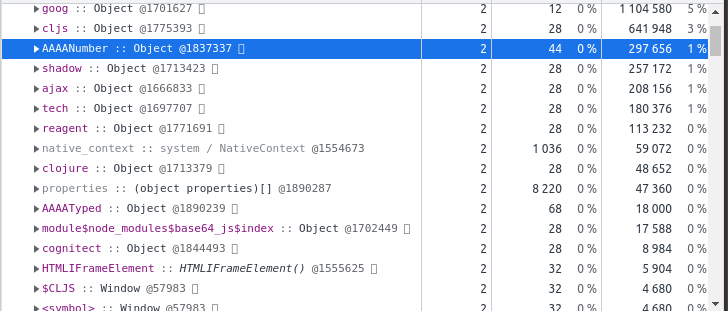 goog :: Object @1701627 2 12 0 % 1 104 580 5 %
cljs :: Object @1775393 2 28 0 % 641 948 3 %
AAAANumber :: Object @1837337 2 44 0 % 297 656 1 %
shadow :: Object @1713423 2 28 0 % 257 172 1 %
ajax :: Object @1666833 2 28 0 % 208 156 1 %
tech :: Object @1697707 2 28 0 % 180 376 1 %
reagent :: Object @1771691 2 28 0 % 113 232 0 %
native_context :: system / NativeContext @1554673 2 1 036 0 % 59 072 0 %
clojure :: Object @1713379 2 28 0 % 48 652 0 %
properties :: (object properties)[] @1890287 2 8 220 0 % 47 360 0 %
AAAATyped :: Object @1890239 2 68 0 % 18 000 0 %
module$node_modules$base64_js$index :: Object @1702449 2 28 0 % 17 588 0 %
cognitect :: Object @1844493 2 28 0 % 8 984 0 %
HTMLIFrameElement :: HTMLIFrameElement() @1555625 2 32 0 % 5 904 0 %
$CLJS :: Window @57983 2 32 0 % 4 680 0 %
<symbol> :: Window @57983 2 32 0 % 4 680 0 %